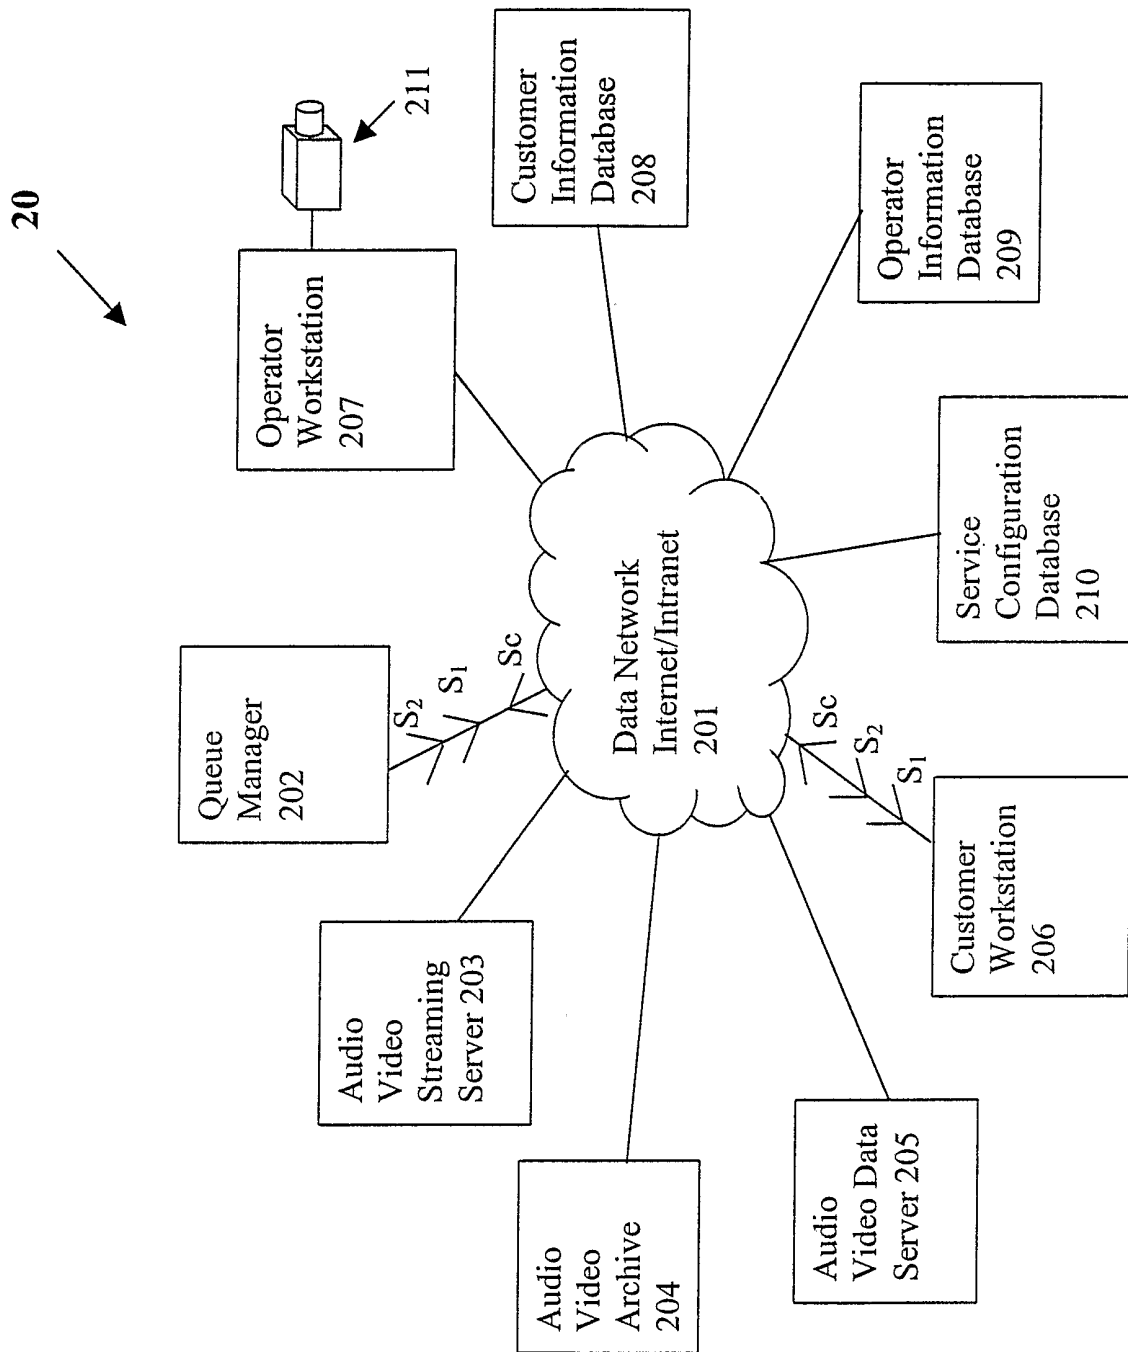 20
211
Operator
Workstation
207
Customer
Information
Database
208
Operator
Information
Database
209
Service
Configuration
Database
210
Queue
Manager
202
S2
S1
Sc
Data Network
Internet/Intranet
201
Sc
S2
S1
Customer
Workstation
206
Audio
Video
Streaming
Server 203
Audio
Video
Archive
204
Audio
Video Data
Server 205